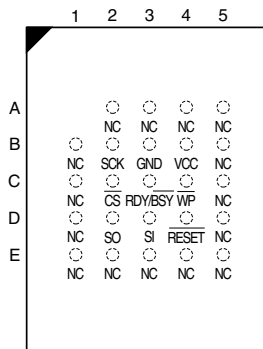 1 2 3 4 5
A
NC NC NC NC
B
NC SCK GND VCC NC
C
NC CS RDY/BSY WP NC
D
NC SO SI RESET NC
E
NC NC NC NC NC